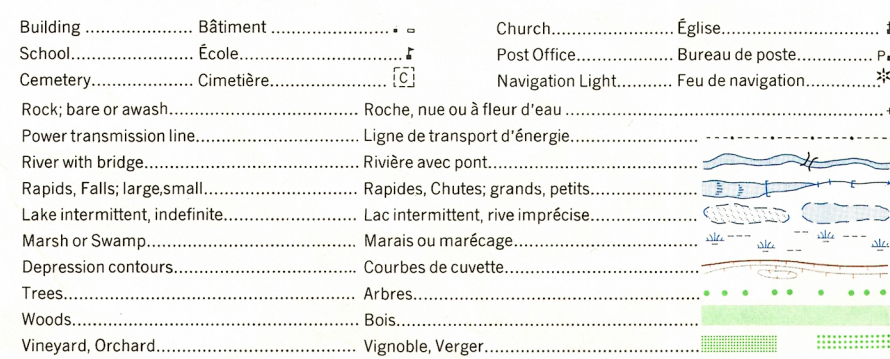 Building .................... Bâtiment ......................
Church.................... Église....................
School.................... École....................
Post Office.................... Bureau de poste.................... P
Cemetery.................... Cimetière.................... C
Navigation Light.................... Feu de navigation....................
Rock; bare or awash.................... Roche, nue ou à fleur d'eau ....................
Power transmission line.................... Ligne de transport d'énergie....................
River with bridge.................... Rivière avec pont....................
Rapids, Falls; large,small.................... Rapides, Chutes; grands, petits....................
Lake intermittent, indefinite.................... Lac intermittent, rive imprécise....................
Marsh or Swamp.................... Marais ou marécage....................
Depression contours.................... Courbes de cuvette....................
Trees.................... Arbres....................
Woods.................... Bois....................
Vineyard, Orchard.................... Vignoble, Verger....................